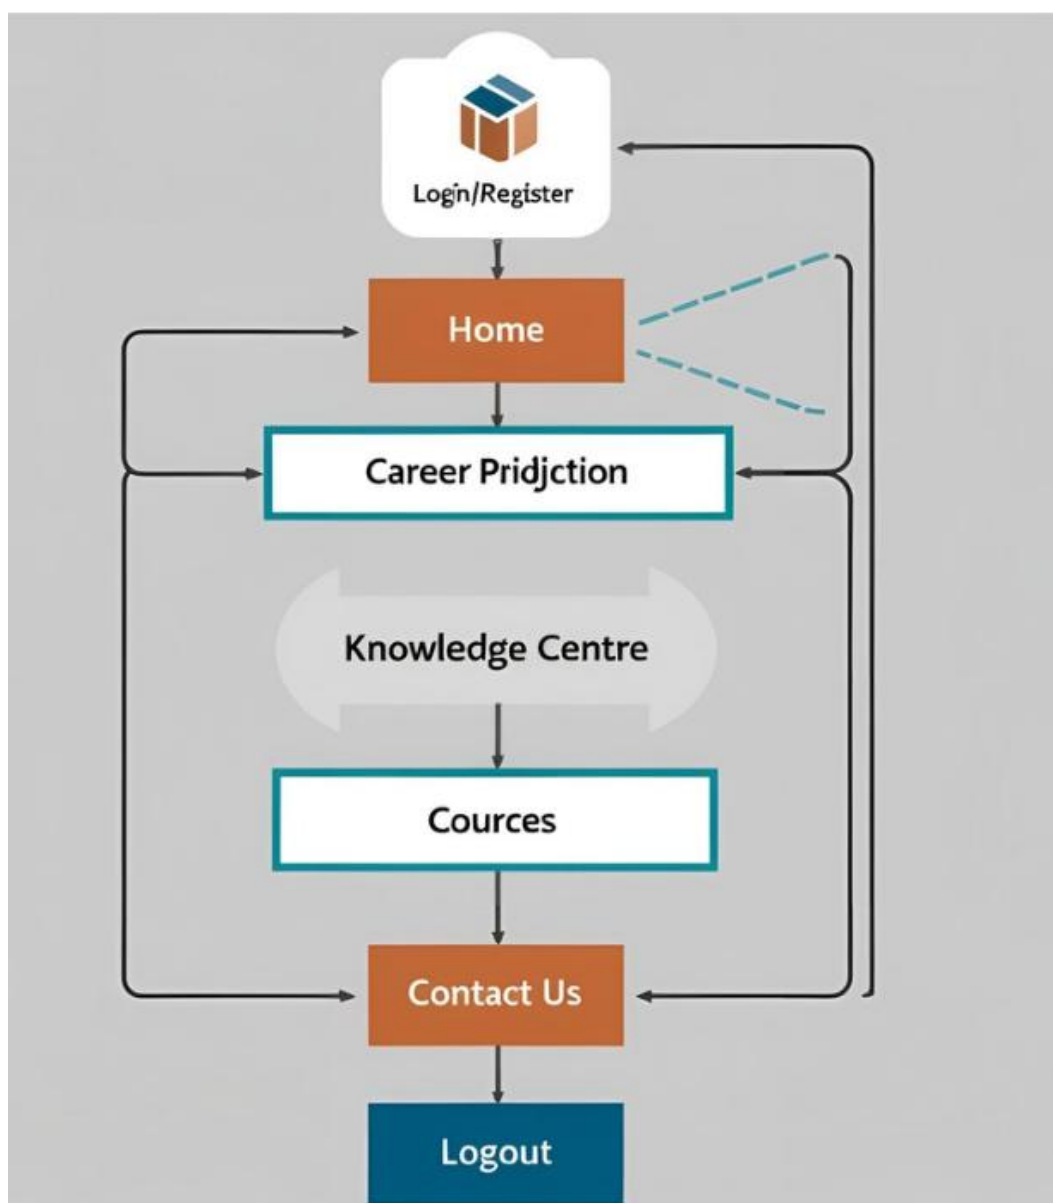 Login/Register
Home
Career Pridjction
Knowledge Centre
Cources
Contact Us
Logout